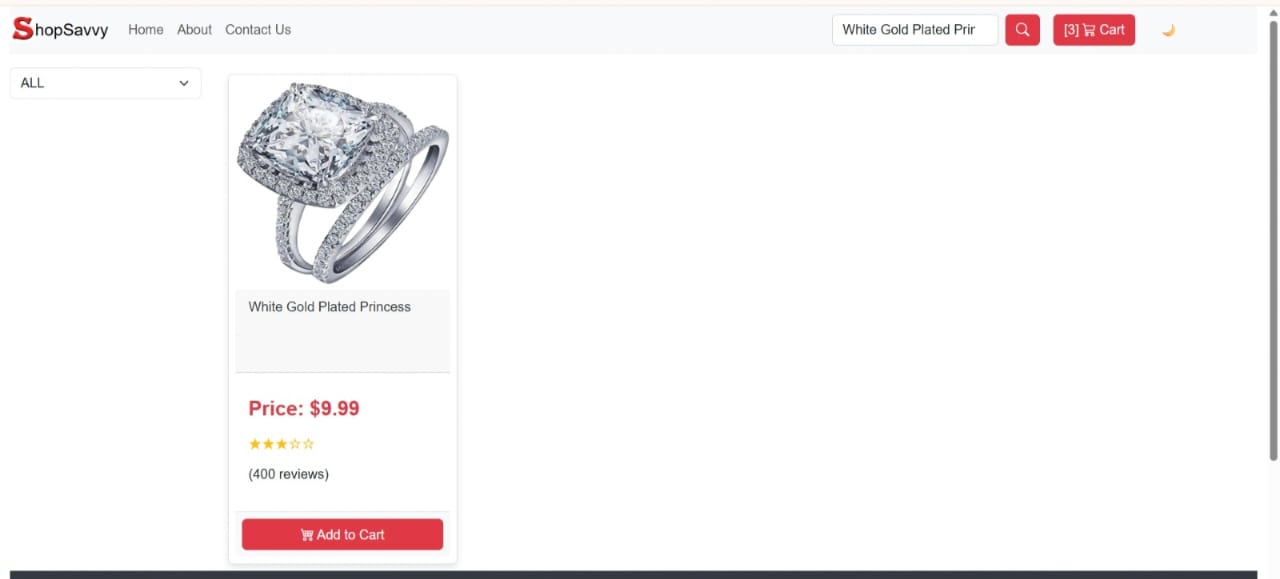 ShopSavvy Home About Contact Us White Gold Plated Prir [3] Cart
ALL
White Gold Plated Princess
Price: $9.99
(400 reviews)
Add to Cart